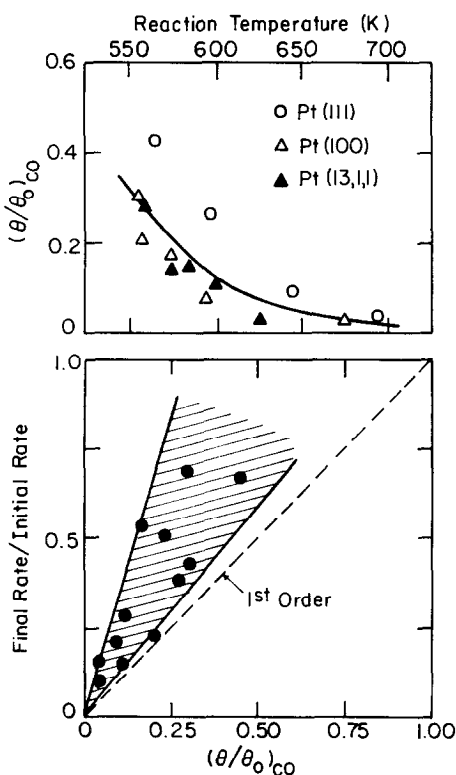 Reaction Temperature (K)
550 600 650 700
0.6
0.4
0.2
0
(θ/θ₀)CO
○ Pt (111)
△ Pt (100)
▲ Pt (13,1,1)
1.0
0.5
0
Final Rate/Initial Rate
1st Order
0 0.25 0.50 0.75 1.00
(θ/θ₀)CO